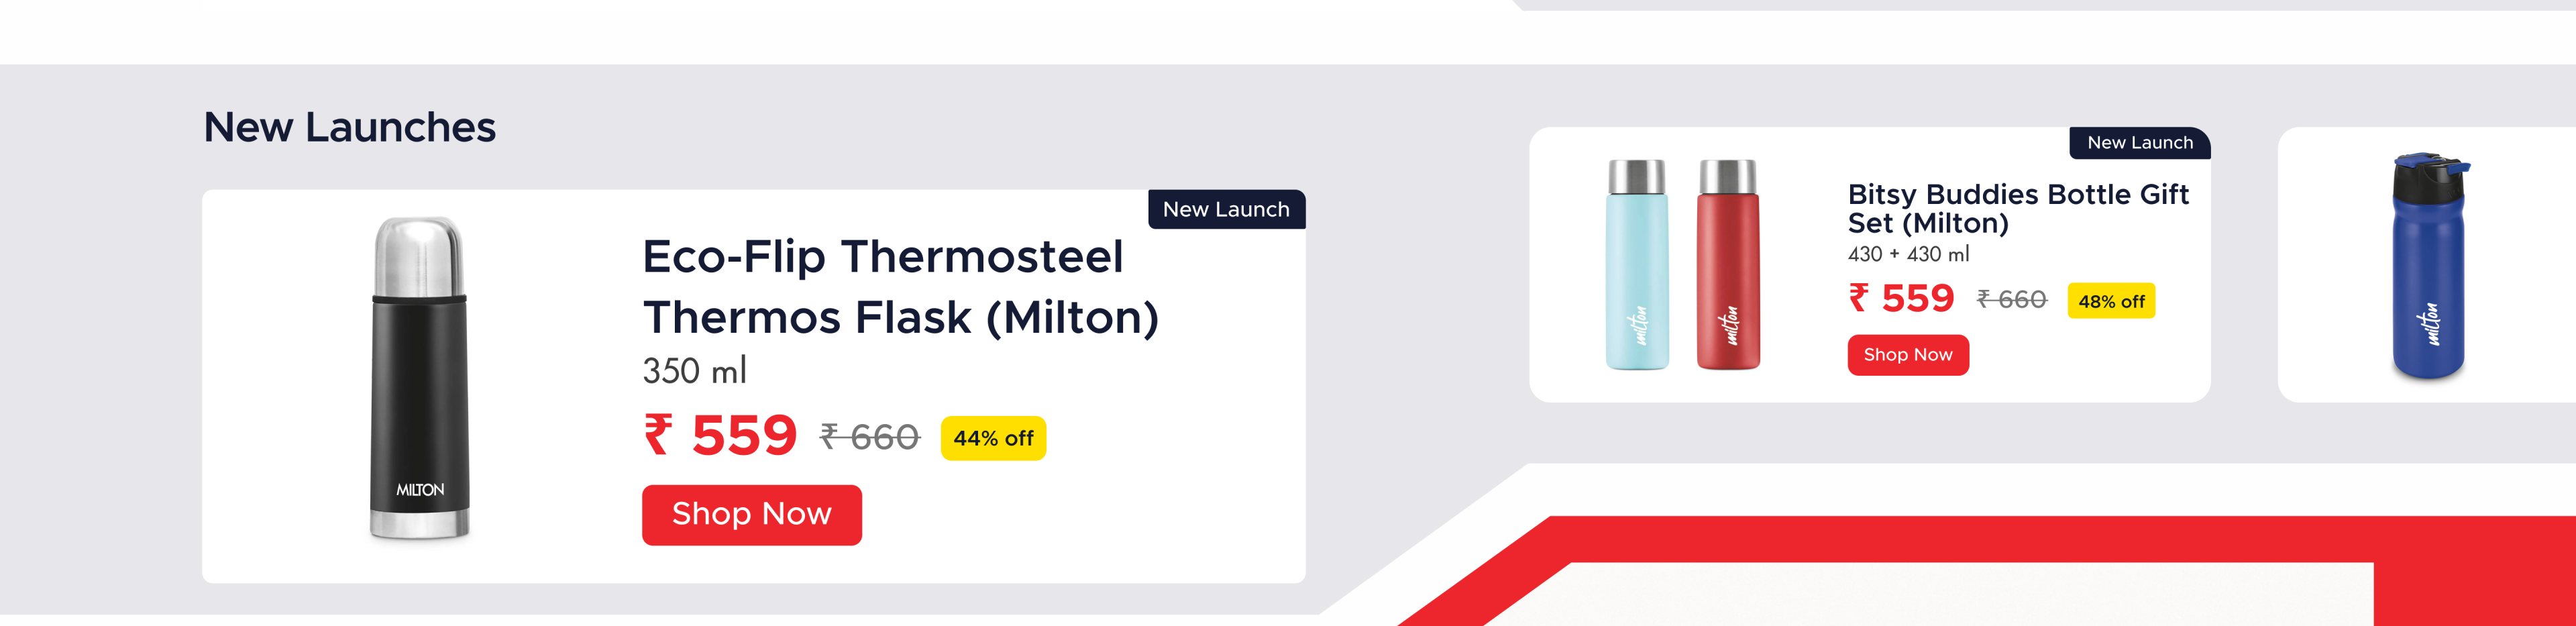 New Launches
New Launch
Eco-Flip Thermosteel
Thermos Flask (Milton)
350 ml
₹ 559 ₹ 660 44% off
Shop Now
MILTON
New Launch
Bitsy Buddies Bottle Gift
Set (Milton)
430 + 430 ml
₹ 559 ₹ 660 48% off
Shop Now
milton
milton
milton